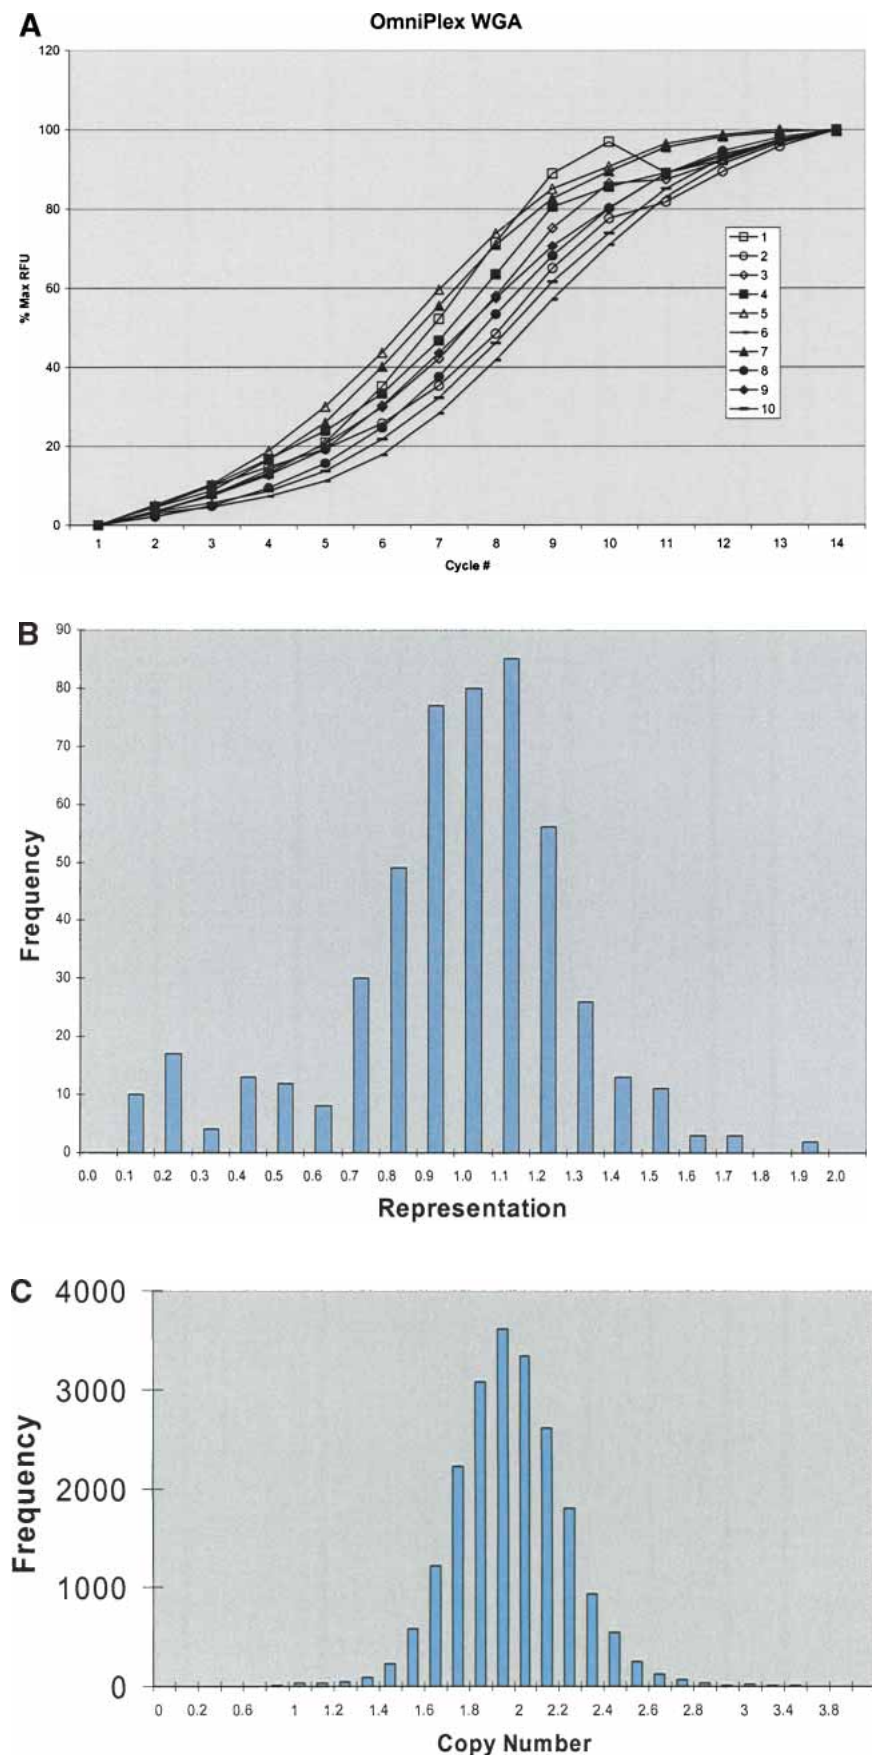 A
OmniPlex WGA
120
100
80
60
40
20
0
% Max RFU
1
2
3
4
5
6
7
8
9
10
1 2 3 4 5 6 7 8 9 10 11 12 13 14
Cycle #
B
90
80
70
60
50
40
30
20
10
0
Frequency
0.0 0.1 0.2 0.3 0.4 0.5 0.6 0.7 0.8 0.9 1.0 1.1 1.2 1.3 1.4 1.5 1.6 1.7 1.8 1.9 2.0
Representation
C
4000
3000
2000
1000
0
Frequency
0 0.2 0.6 1 1.2 1.4 1.6 1.8 2 2.2 2.4 2.6 2.8 3 3.4 3.8
Copy Number